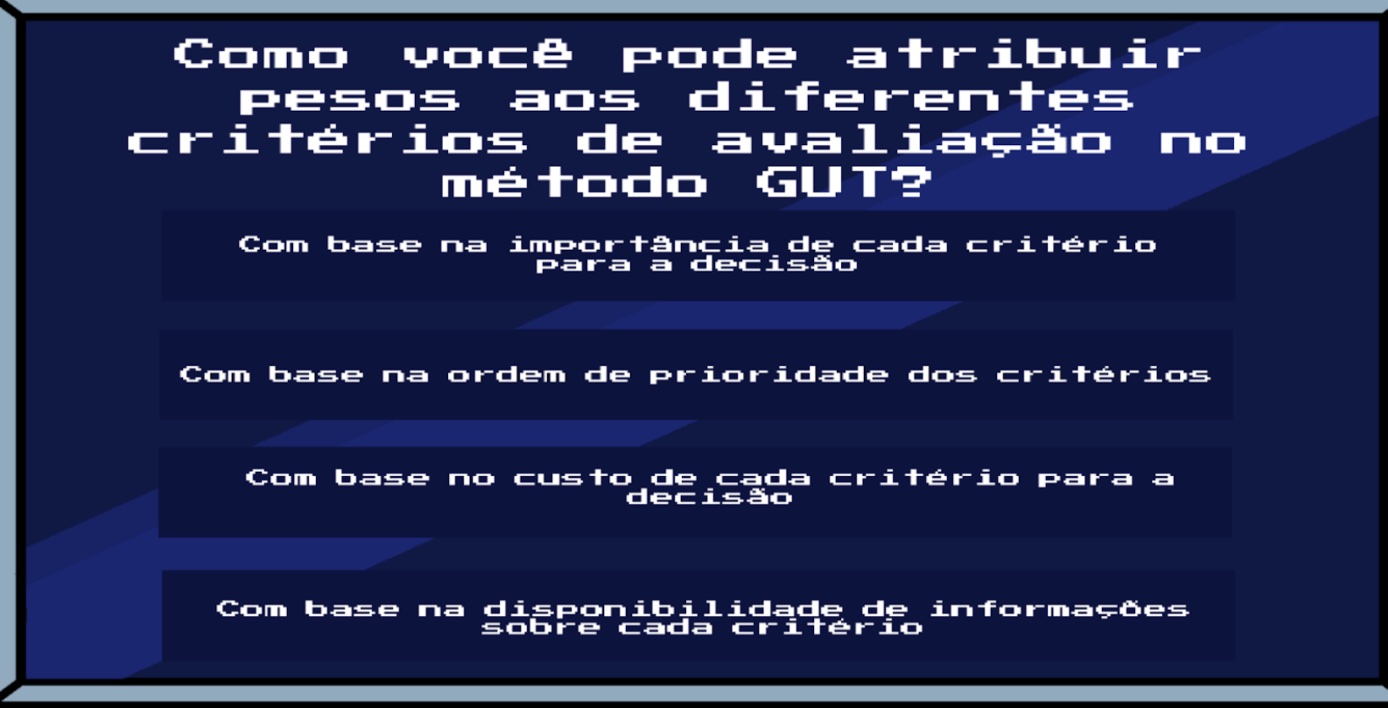 Como você pode atribuir
pesos aos diferentes
critérios de avaliação no
método GUT?
Com base na importância de cada critério
para a decisão
Com base na ordem de prioridade dos critérios
Com base no custo de cada critério para a
decisão
Com base na disponibilidade de informações
sobre cada critério